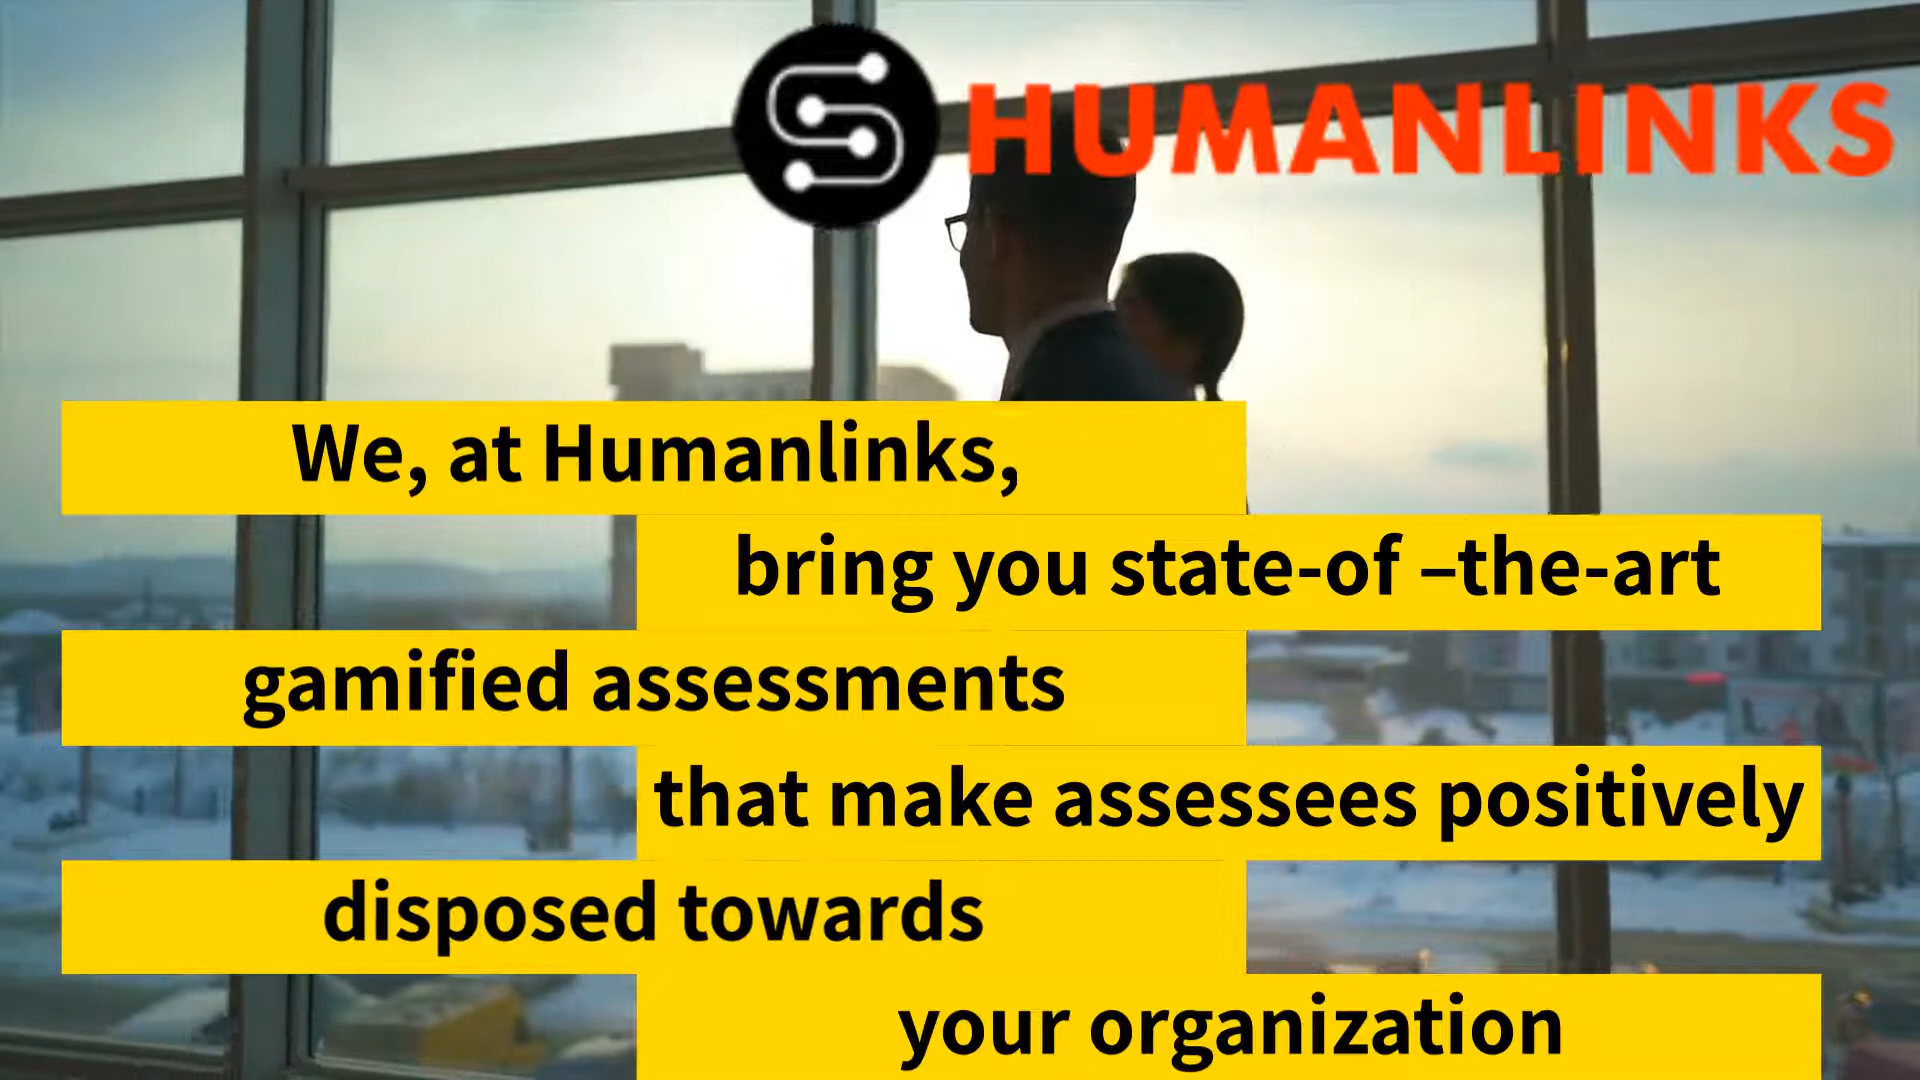 HUMANLINKS
We, at Humanlinks,
bring you state-of –the-art
gamified assessments
that make assessees positively
disposed towards
your organization